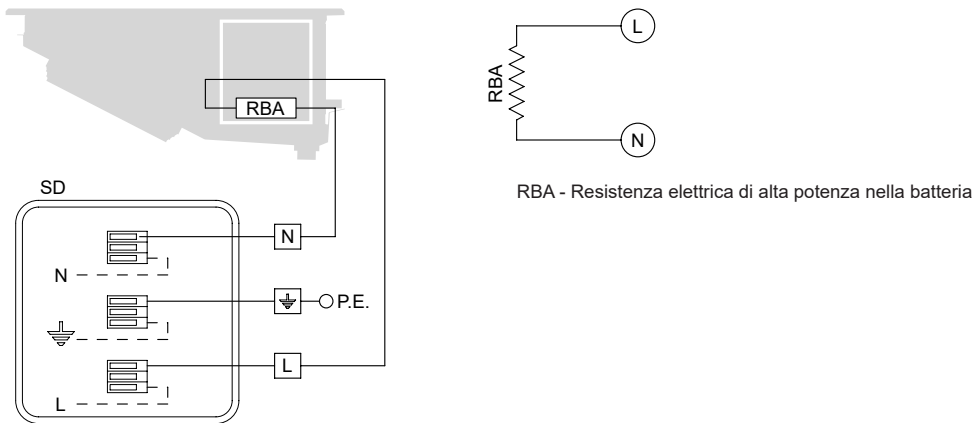 RBA
SD
N
N
P.E.
L
L
L
RBA
N
RBA - Resistenza elettrica di alta potenza nella batteria